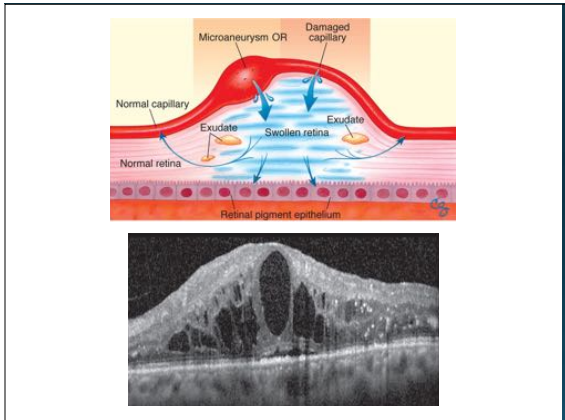 Microaneurysm OR
Damaged
capillary
Normal capillary
Exudate
Exudate
Swollen retina
Normal retina
Retinal pigment epithelium